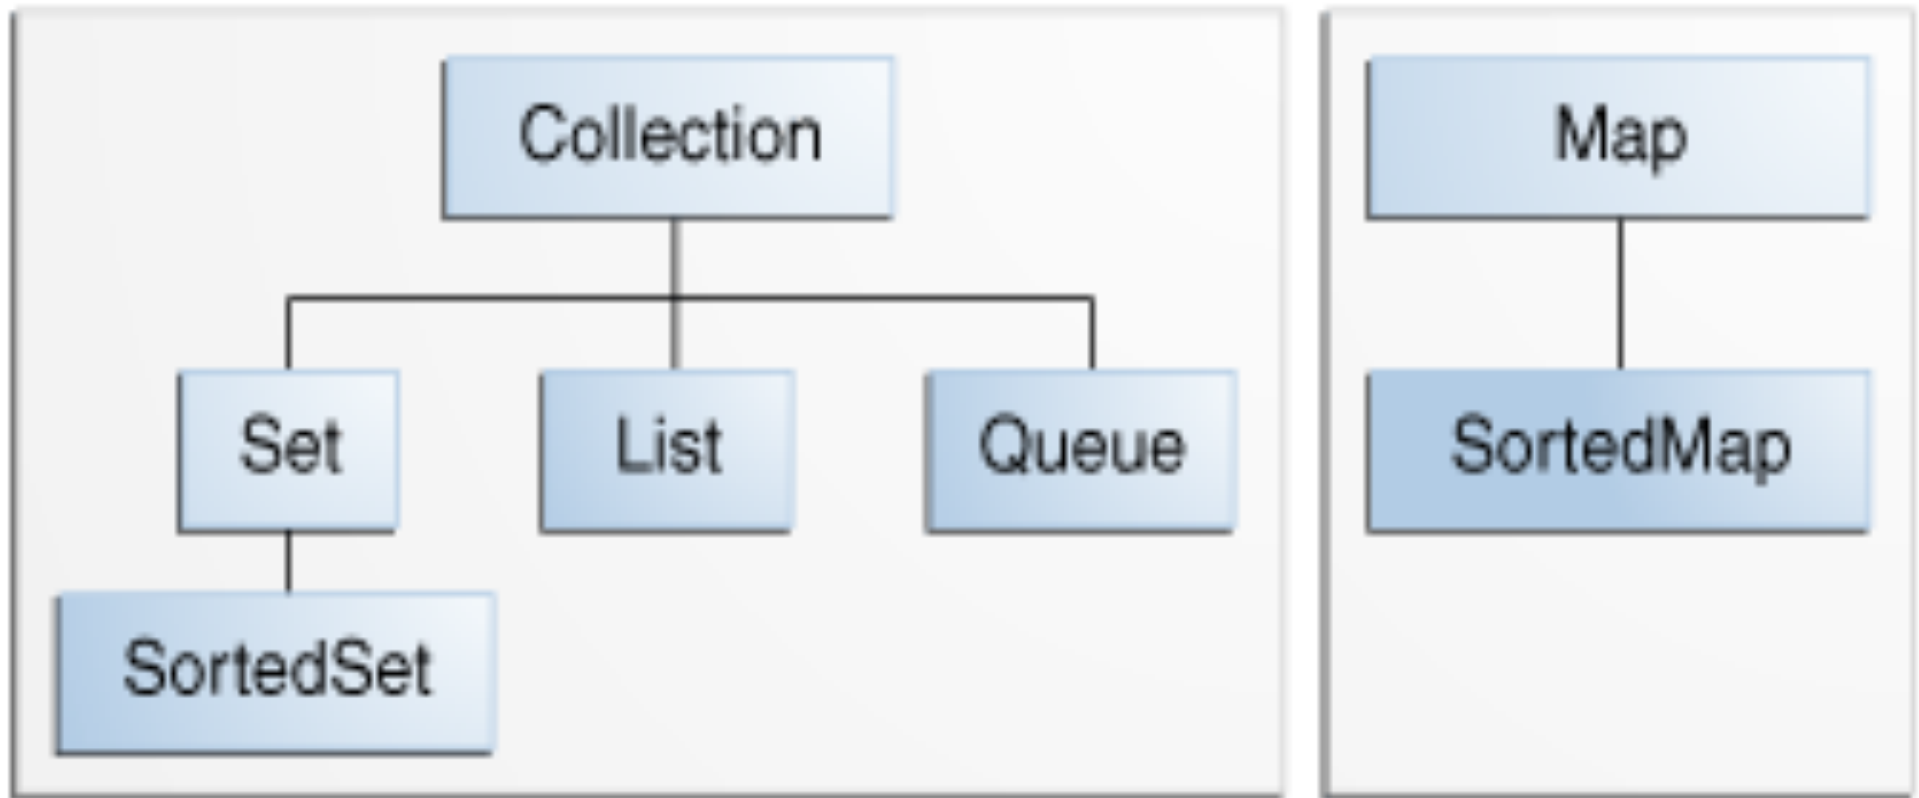 Collection
Map
Set
List
Queue
SortedMap
SortedSet